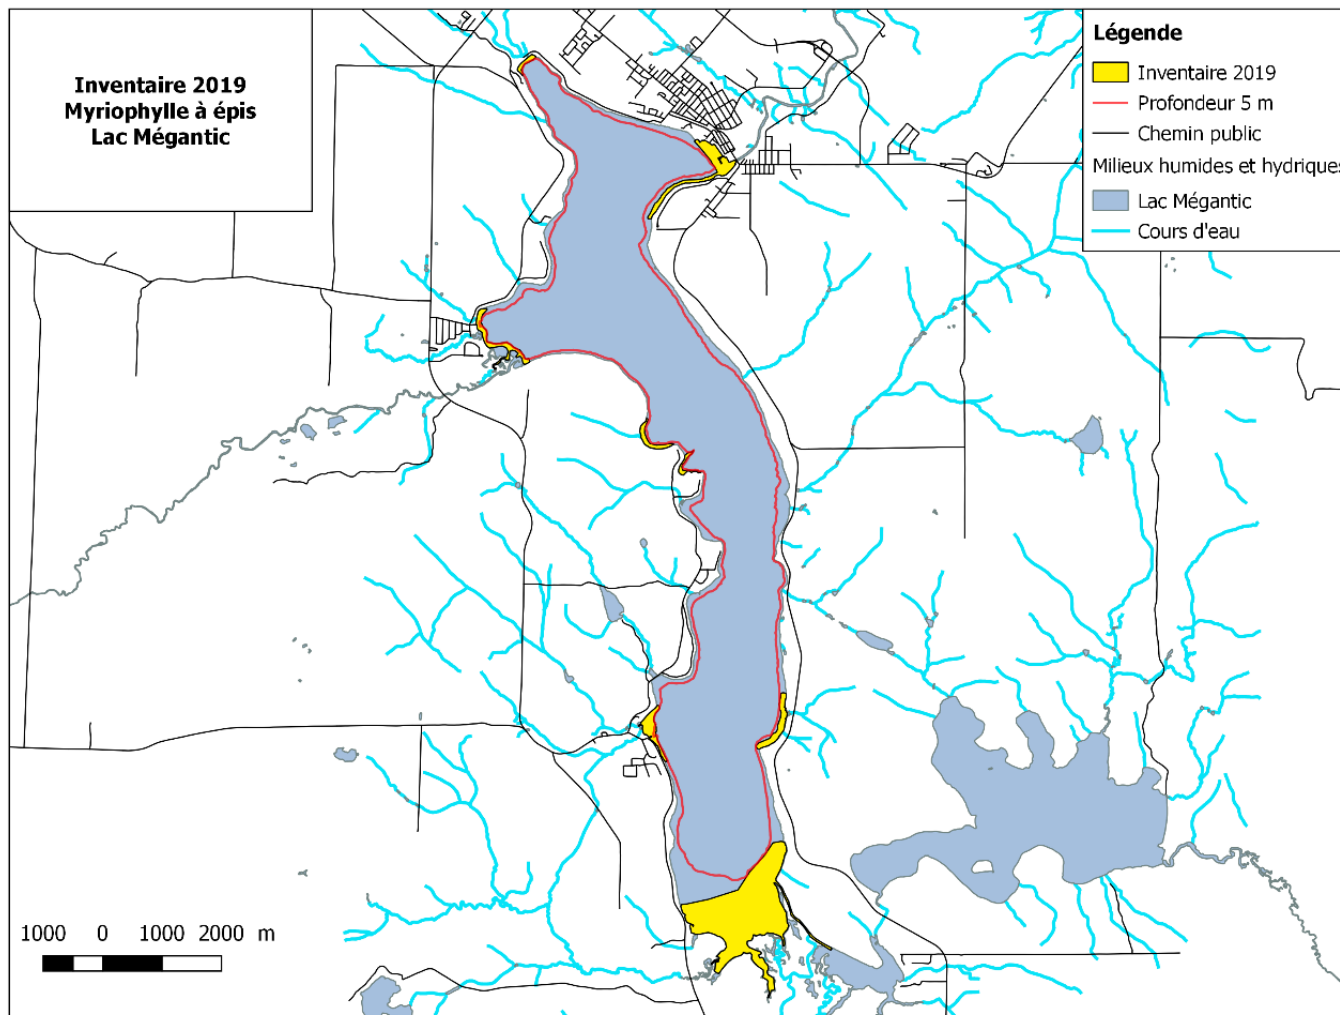 Inventaire 2019
Myriophylle à épis
Lac Mégantic
Légende
Inventaire 2019
Profondeur 5 m
Chemin public
Milieux humides et hydriques
Lac Mégantic
Cours d'eau
1000 0 1000 2000 m